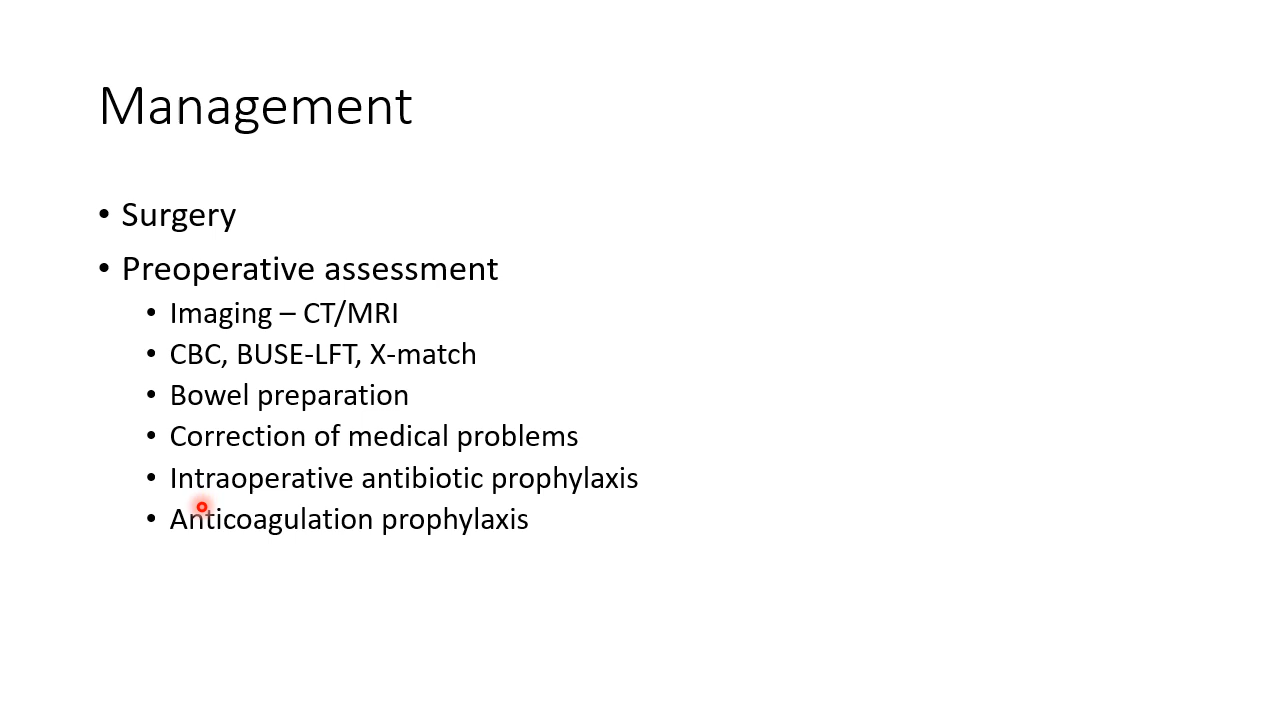 Management
• Surgery
• Preoperative assessment
• Imaging – CT/MRI
• CBC, BUSE-LFT, X-match
• Bowel preparation
• Correction of medical problems
• Intraoperative antibiotic prophylaxis
• Anticoagulation prophylaxis